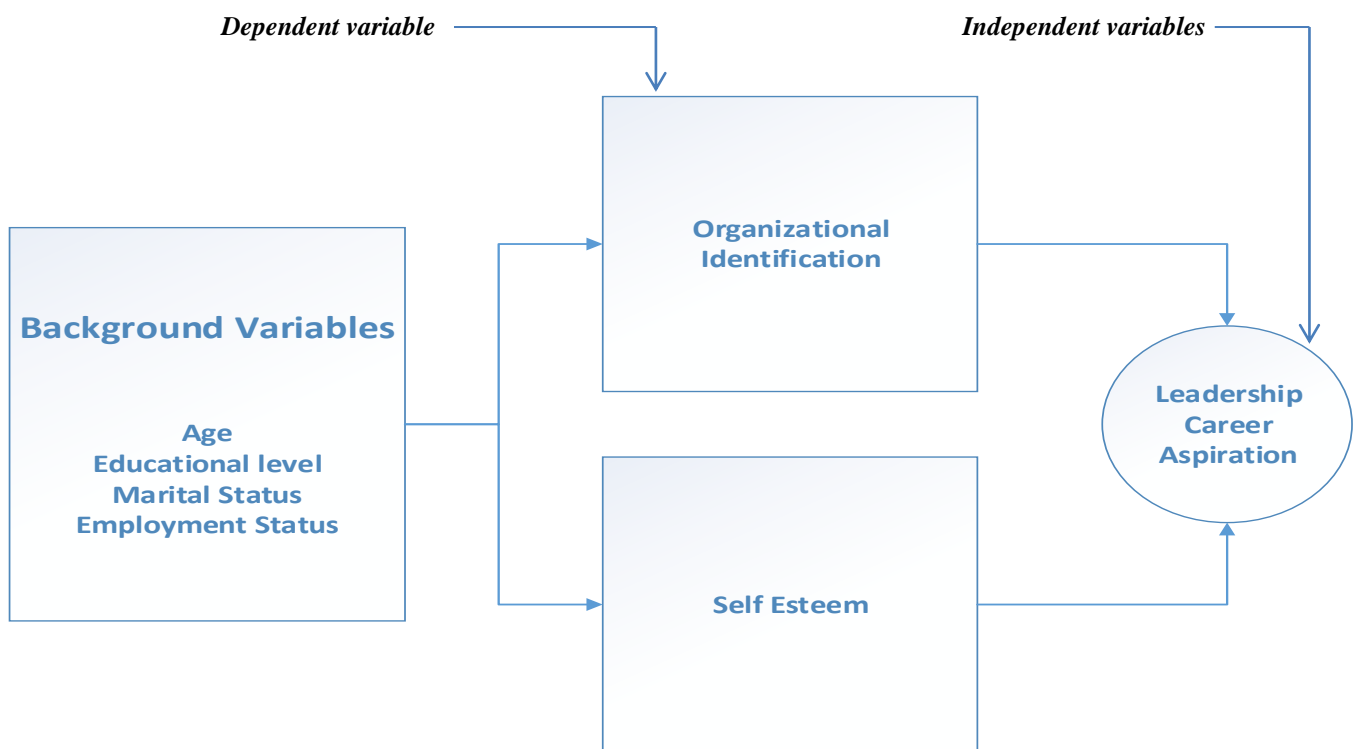 Dependent variable
Independent variables
Background Variables
Age
Educational level
Marital Status
Employment Status
Organizational
Identification
Self Esteem
Leadership
Career
Aspiration